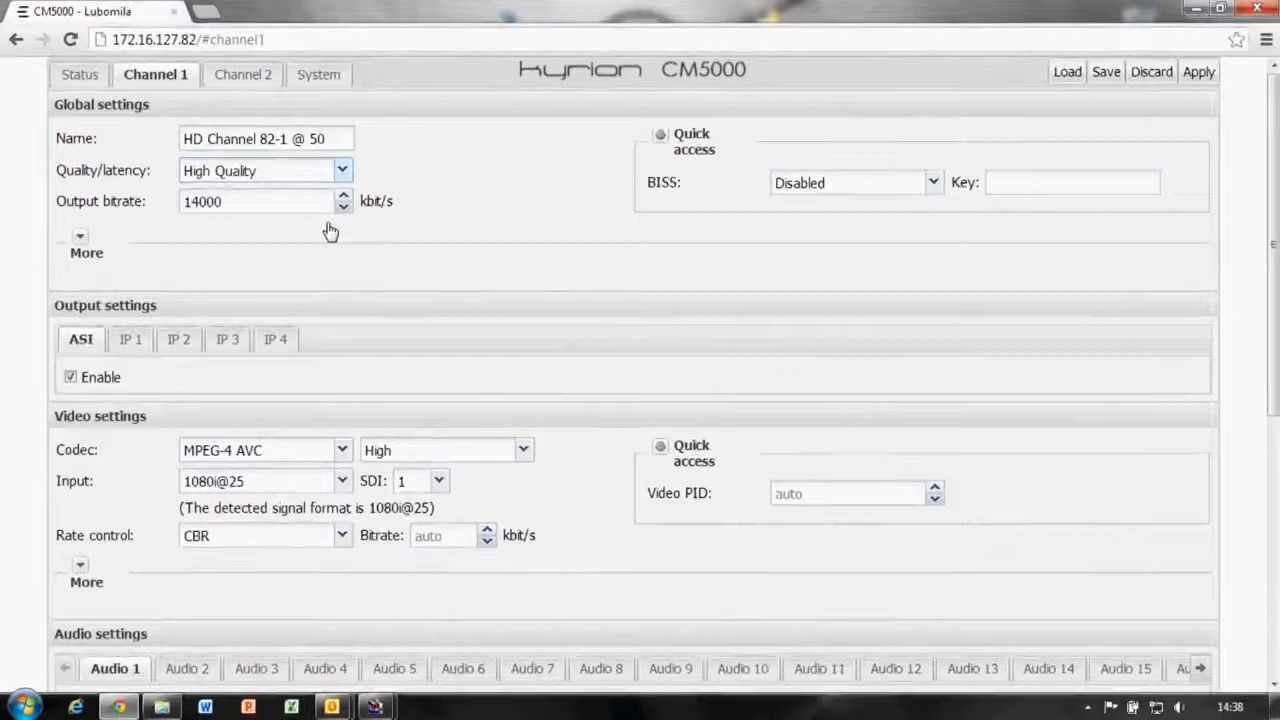 CM5000 - Lubomila
172.16.127.82/#channel1
Status Channel 1 Channel 2 System kyrion CM5000 Load Save Discard Apply
Global settings
Name: HD Channel 82-1 @ 50 Quick access
Quality/latency: High Quality BISS: Disabled Key:
Output bitrate: 14000 kbit/s
More
Output settings
ASI IP 1 IP 2 IP 3 IP 4
Enable
Video settings
Codec: MPEG-4 AVC High Quick access
Input: 1080i@25 SDI: 1 Video PID: auto
(The detected signal format is 1080i@25)
Rate control: CBR Bitrate: auto kbit/s
More
Audio settings
Audio 1 Audio 2 Audio 3 Audio 4 Audio 5 Audio 6 Audio 7 Audio 8 Audio 9 Audio 10 Audio 11 Audio 12 Audio 13 Audio 14 Audio 15 Au
14:38